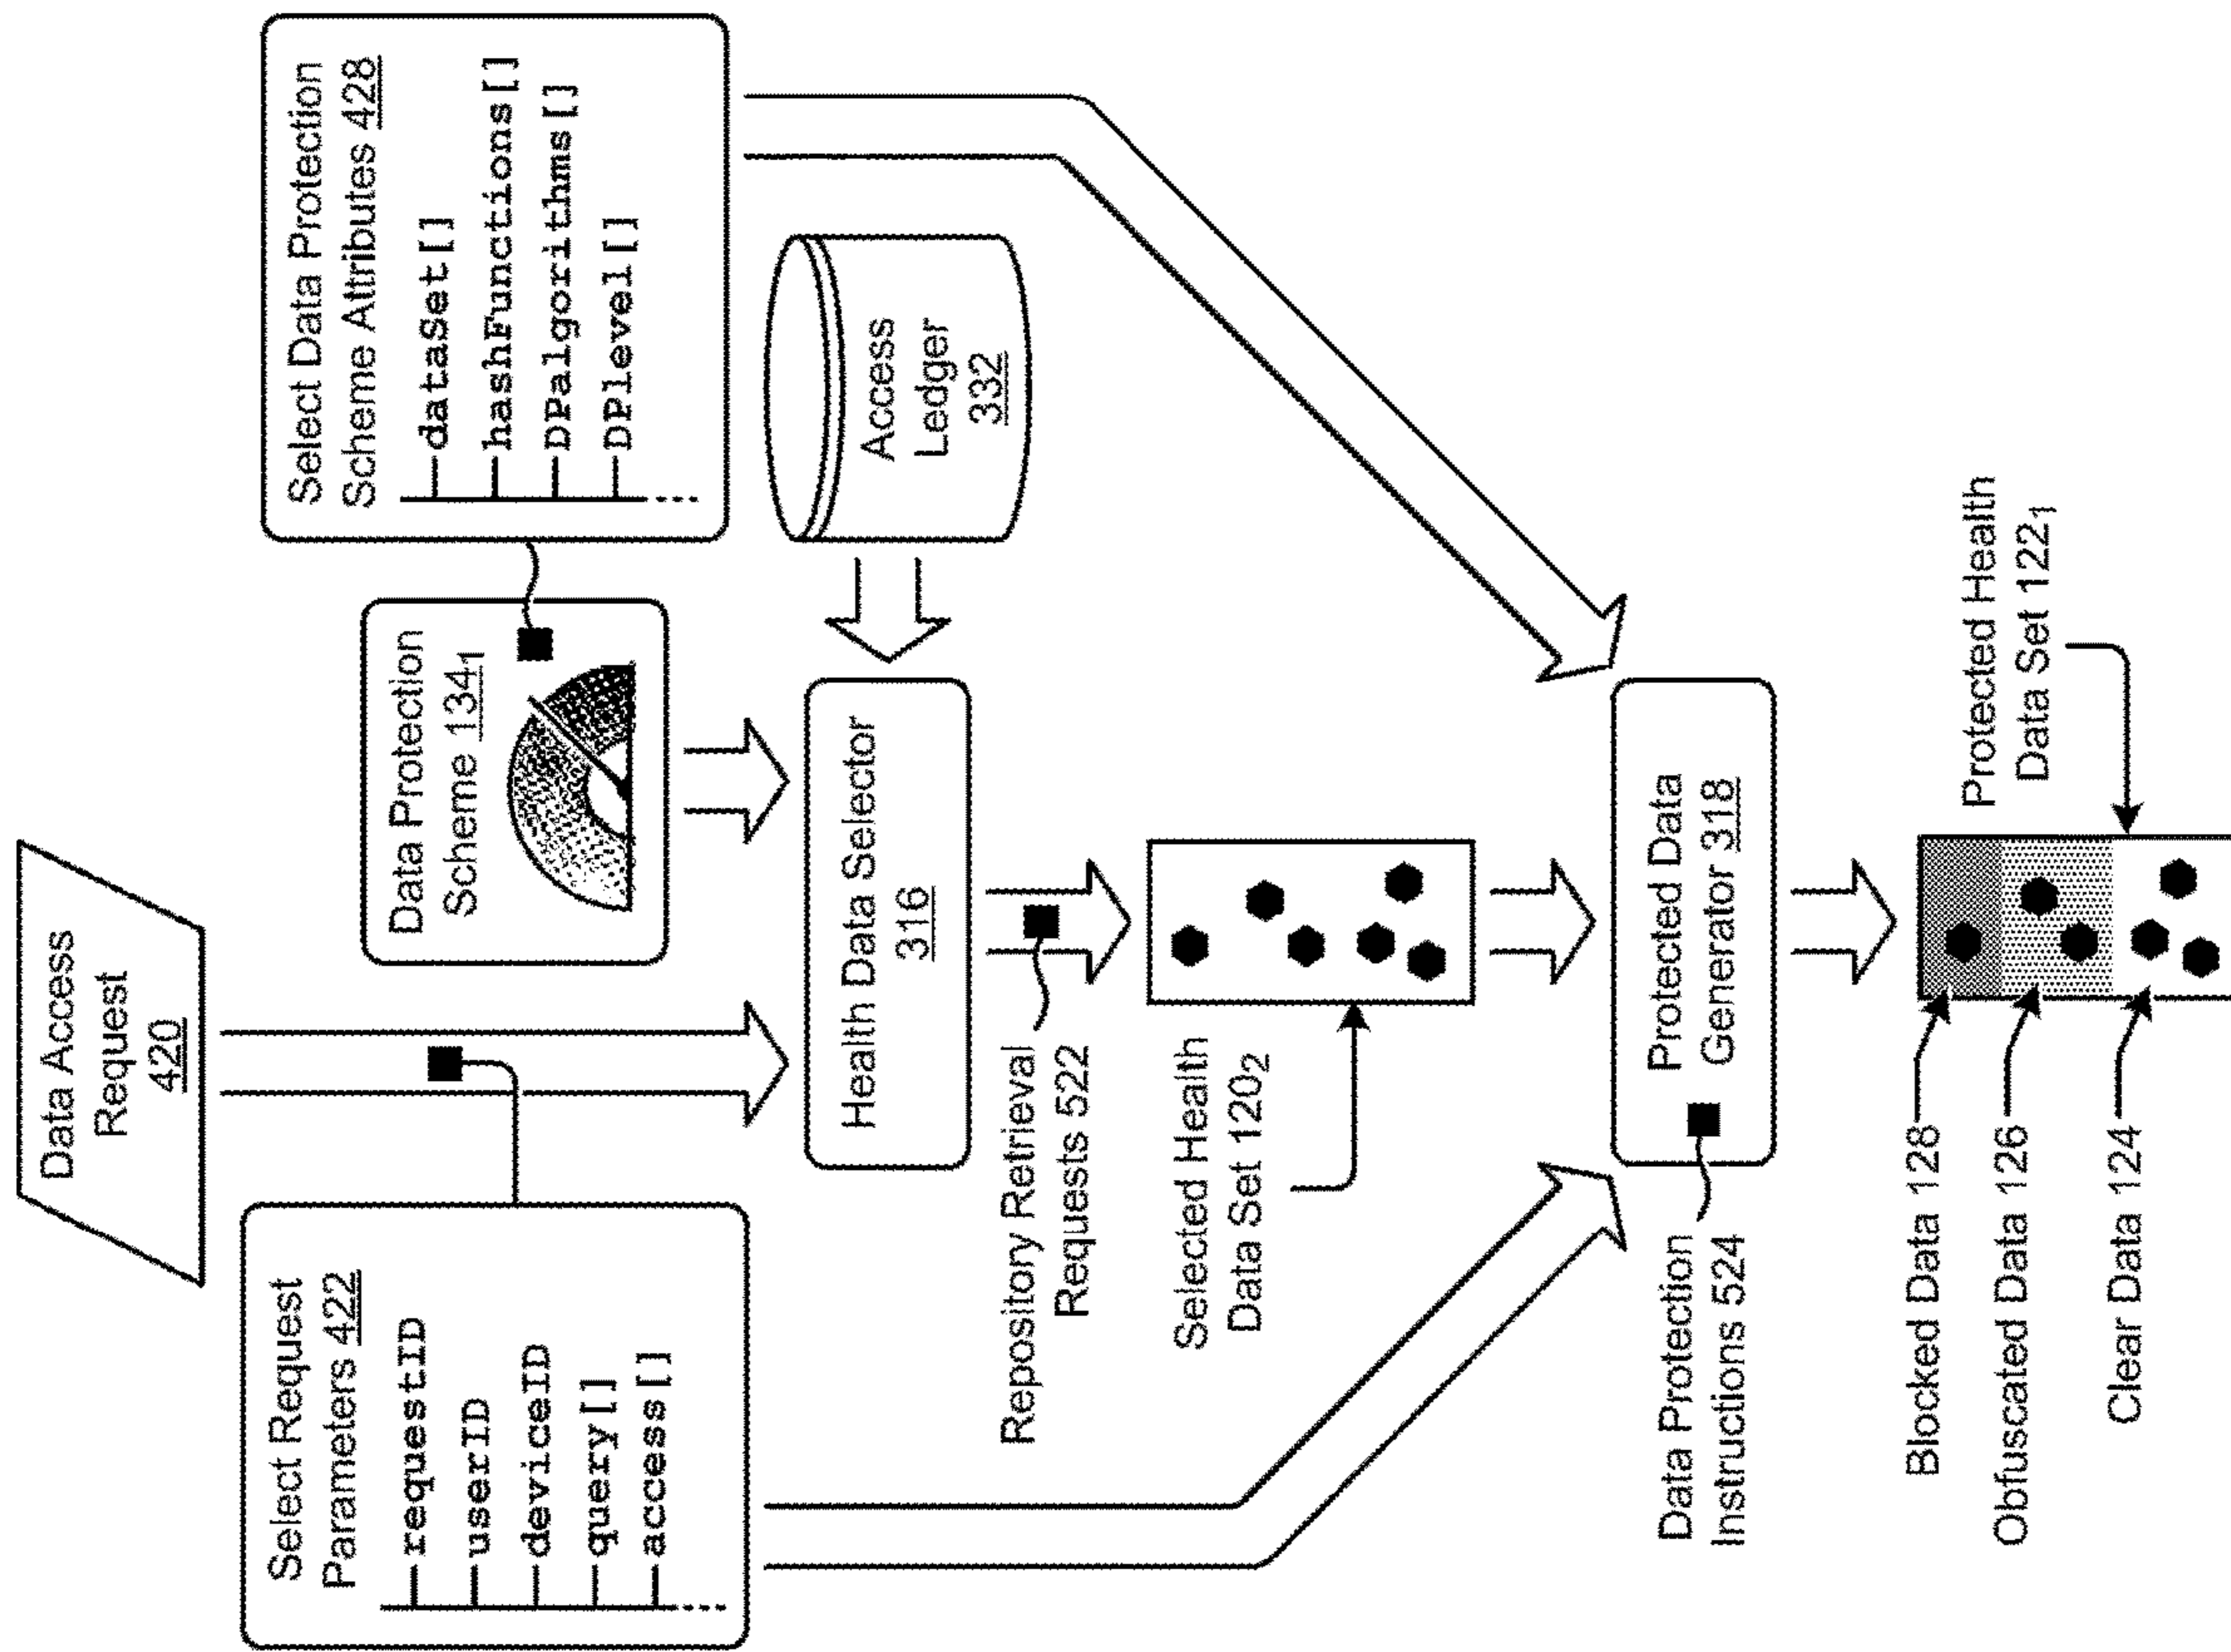 Data Access
Request
420
Select Request
Parameters 422
requestID
userID
deviceID
query[]
access[]
Data Protection
Scheme 134₁
Select Data Protection
Scheme Attributes 428
dataSet[]
hashFunctions[]
DPalgorithms[]
DPlevel[]
Health Data Selector
316
Access
Ledger
332
Repository Retrieval
Requests 522
Selected Health
Data Set 120₂
Data Protection
Instructions 524
Protected Data
Generator 318
Blocked Data 128
Obfuscated Data 126
Clear Data 124
Protected Health
Data Set 122₁